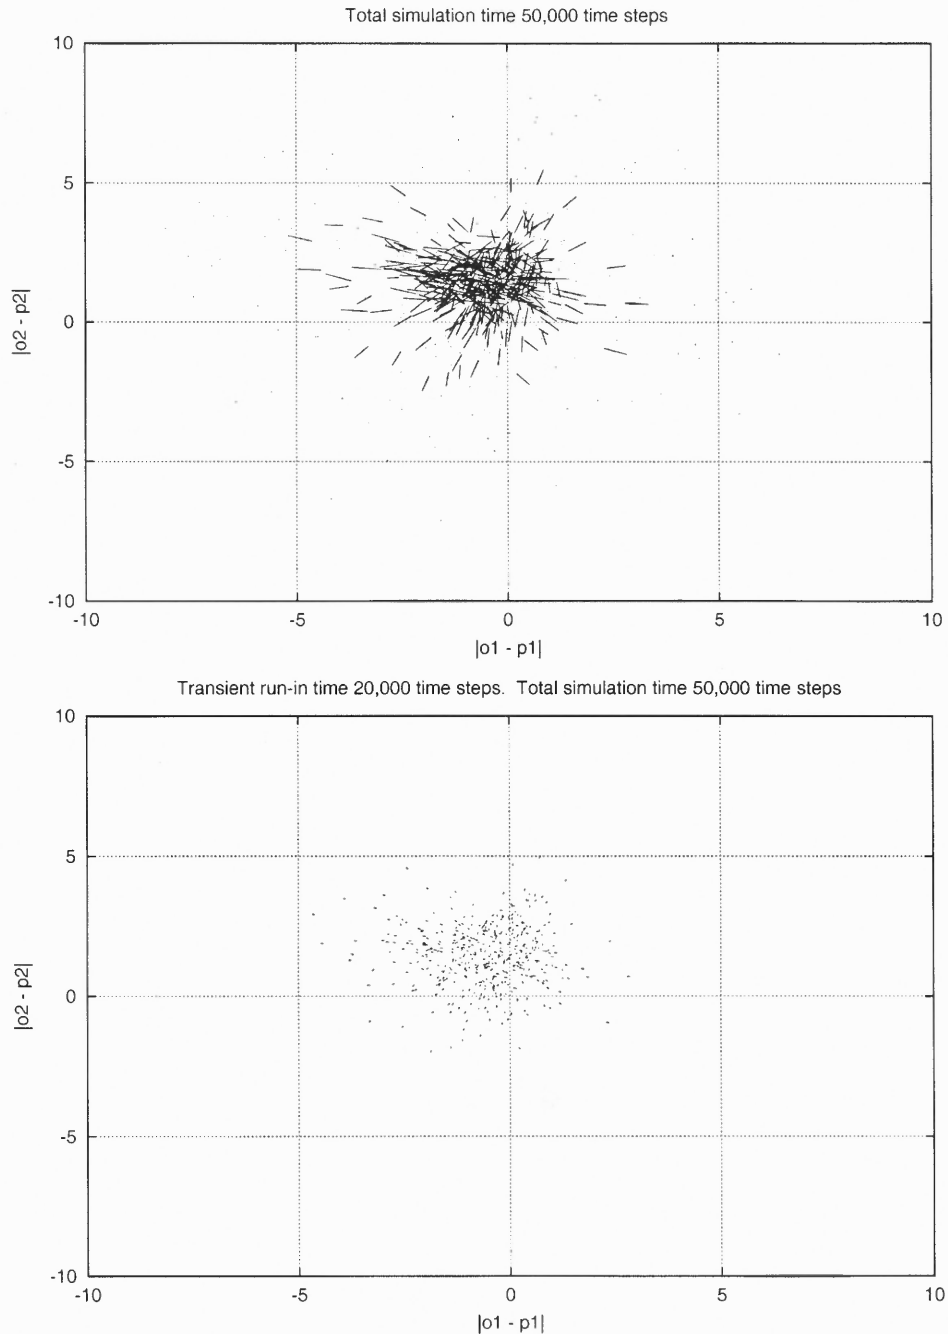 Total simulation time 50,000 time steps
10
5
0
-5
-10
|o2 - p2|
-10 -5 0 5 10
|o1 - p1|
Transient run-in time 20,000 time steps. Total simulation time 50,000 time steps
10
5
0
-5
-10
|o2 - p2|
-10 -5 0 5 10
|o1 - p1|